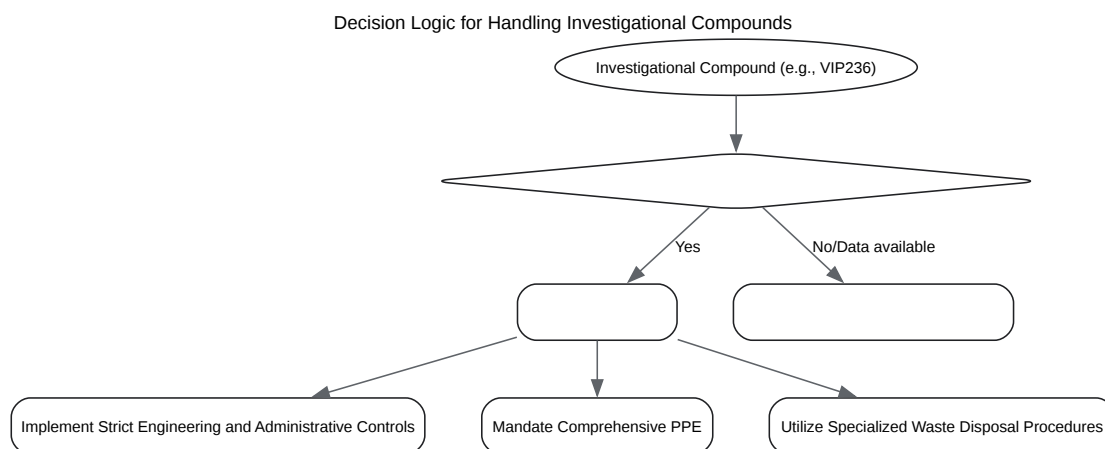 Decision Logic for Handling Investigational Compounds
Investigational Compound (e.g., VIP236)
Yes
No/Data available
Implement Strict Engineering and Administrative Controls
Mandate Comprehensive PPE
Utilize Specialized Waste Disposal Procedures